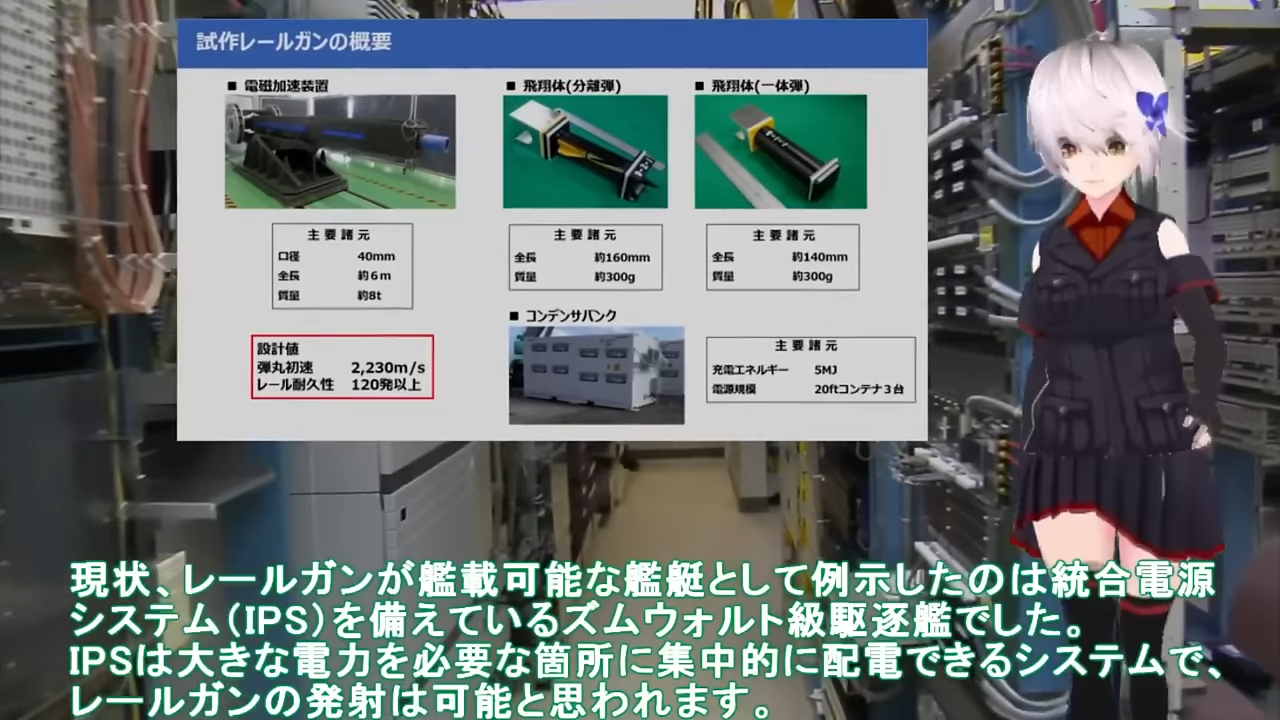 試作レールガンの概要
■ 電磁加速装置
主要諸元
口径 40mm
全長 約6m
質量 約8t
設計値
弾丸初速 2,230m/s
レール耐久性 120発以上
■ 飛翔体(分離弾)
主要諸元
全長 約160mm
質量 約300g
■ 飛翔体(一体弾)
主要諸元
全長 約140mm
質量 約300g
■ コンデンサバンク
主要諸元
充電エネルギー 5MJ
電源規模 20ftコンテナ3台
現状、レールガンが艦載可能な艦艇として例示したのは統合電源
システム(IPS)を備えているズムウォルト級駆逐艦でした。
IPSは大きな電力を必要な箇所に集中的に配電できるシステムで、
レールガンの発射は可能と思われます。